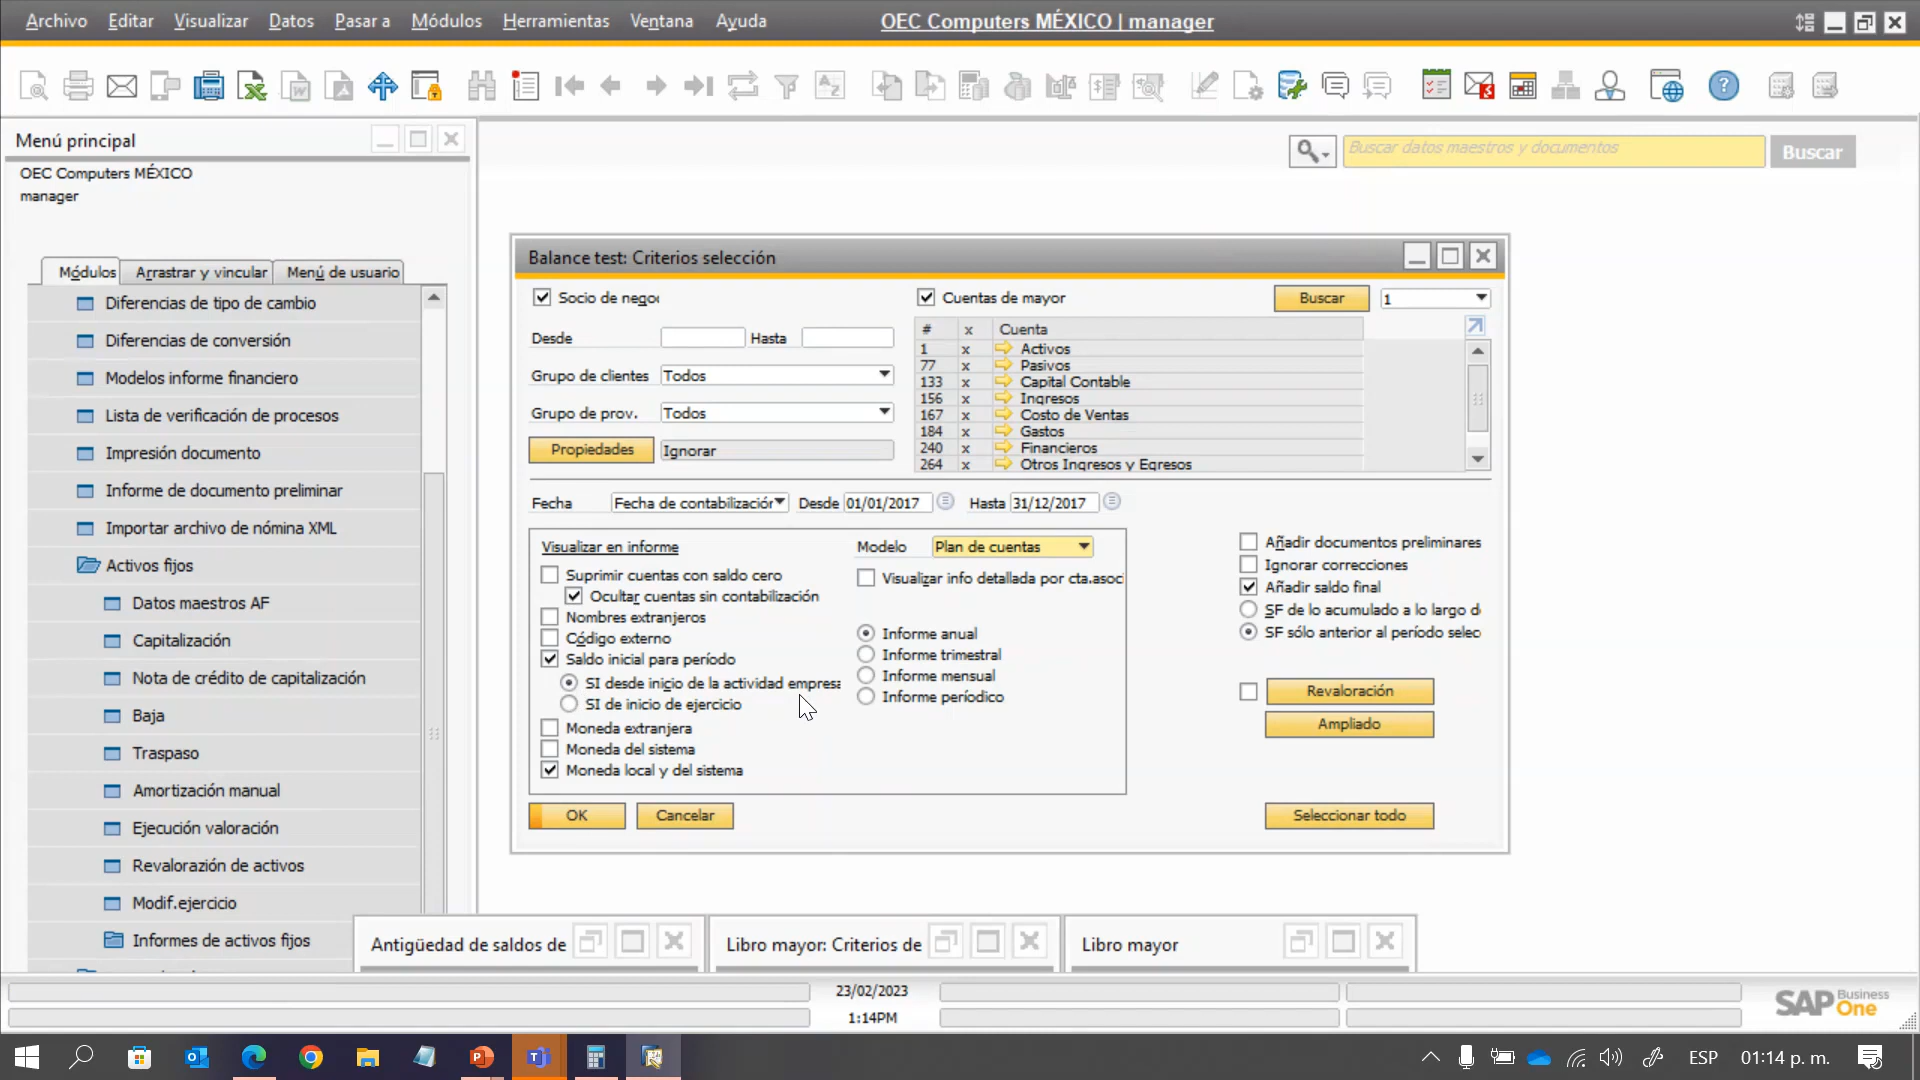 Archivo Editar Visualizar Datos Pasar a Módulos Herramientas Ventana Ayuda
OEC Computers MÉXICO | manager
Menú principal
OEC Computers MÉXICO
manager
Buscar datos maestros y documentos
Buscar
Módulos Arrastrar y vincular Menú de usuario
Diferencias de tipo de cambio
Diferencias de conversión
Modelos informe financiero
Lista de verificación de procesos
Impresión documento
Informe de documento preliminar
Importar archivo de nómina XML
Activos fijos
Datos maestros AF
Capitalización
Nota de crédito de capitalización
Baja
Traspaso
Amortización manual
Ejecución valoración
Revalorazión de activos
Modif.ejercicio
Informes de activos fijos
Balance test: Criterios selección
Socio de nego
Desde Hasta
Grupo de clientes Todos
Grupo de prov. Todos
Propiedades Ignorar
Cuentas de mayor Buscar 1
# x Cuenta
1 x Activos
77 x Pasivos
133 x Capital Contable
156 x Ingresos
167 x Costo de Ventas
184 x Gastos
240 x Financieros
264 x Otros Ingresos y Egresos
Fecha Fecha de contabilización Desde 01/01/2017 Hasta 31/12/2017
Visualizar en informe
Suprimir cuentas con saldo cero
Ocultar cuentas sin contabilización
Nombres extranjeros
Código externo
Saldo inicial para período
SI desde inicio de la actividad empresa
SI de inicio de ejercicio
Moneda extranjera
Moneda del sistema
Moneda local y del sistema
Modelo Plan de cuentas
Visualizar info detallada por cta.asoc
Informe anual
Informe trimestral
Informe mensual
Informe períodico
Añadir documentos preliminares
Ignorar correcciones
Añadir saldo final
SF de lo acumulado a lo largo d
SF sólo anterior al período selec
Revaloración
Ampliado
OK Cancelar Seleccionar todo
Antigüedad de saldos de
Libro mayor: Criterios de
Libro mayor
23/02/2023
1:14PM
SAP Business One
ESP 01:14 p. m.